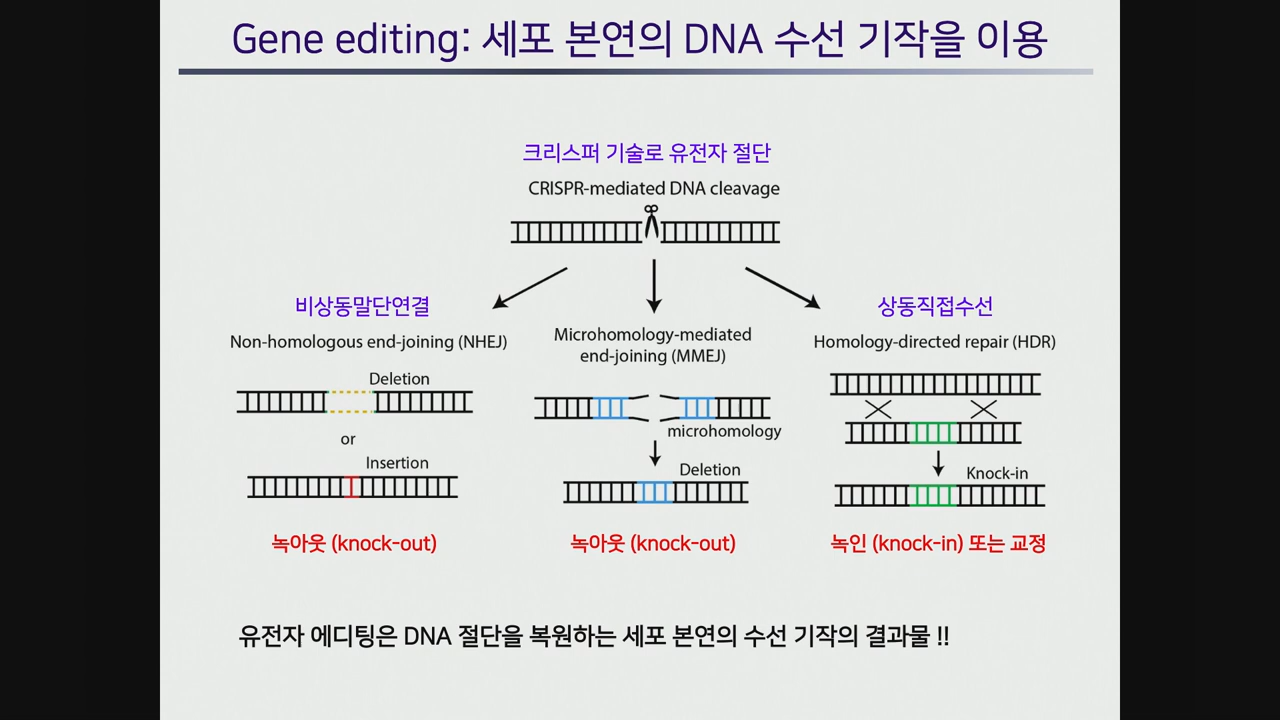 Gene editing: 세포 본연의 DNA 수선 기작을 이용
크리스퍼 기술로 유전자 절단
CRISPR-mediated DNA cleavage
비상동말단연결
Non-homologous end-joining (NHEJ)
Deletion
or
Insertion
녹아웃 (knock-out)
Microhomology-mediated
end-joining (MMEJ)
microhomology
Deletion
녹아웃 (knock-out)
상동직접수선
Homology-directed repair (HDR)
Knock-in
녹인 (knock-in) 또는 교정
유전자 에디팅은 DNA 절단을 복원하는 세포 본연의 수선 기작의 결과물 !!